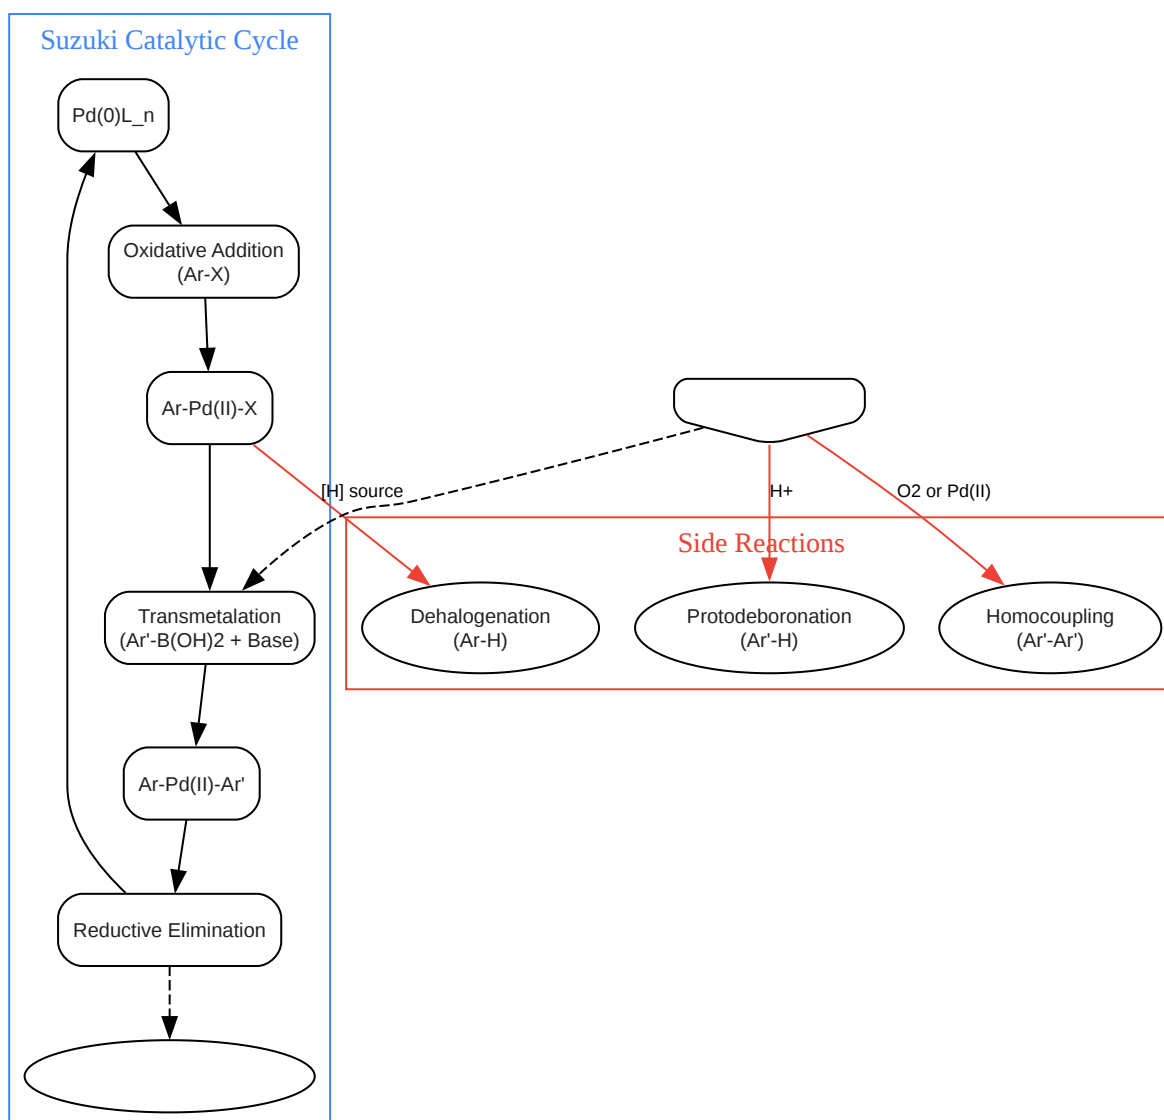 Suzuki Catalytic Cycle
Pd(0)L_n
Oxidative Addition
(Ar-X)
Ar-Pd(II)-X
[H] source
H+
O2 or Pd(II)
Side Reactions
Transmetalation
(Ar'-B(OH)2 + Base)
Dehalogenation
(Ar-H)
Protodeboronation
(Ar'-H)
Homocoupling
(Ar'-Ar')
Ar-Pd(II)-Ar'
Reductive Elimination